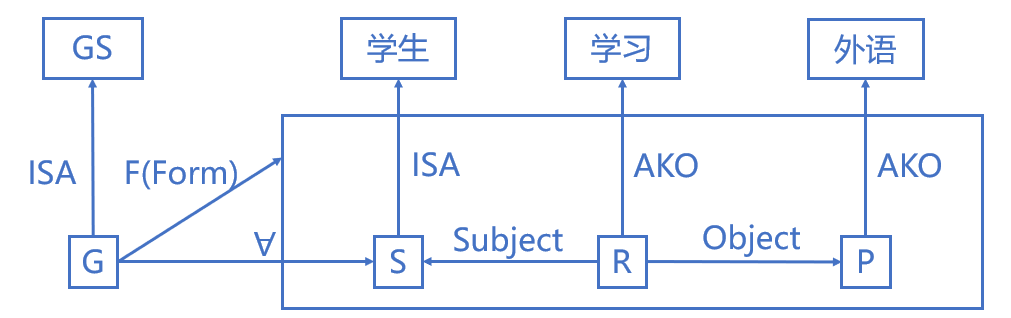 GS
学生
学习
外语
ISA
F(Form)
ISA
AKO
AKO
∀
Subject
Object
G
S
R
P